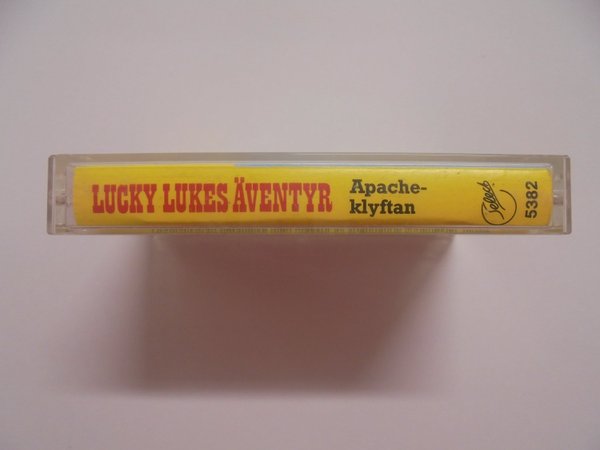 LUCKY LUKES ÄVENTYR
Apache-
klyftan
Select
5382